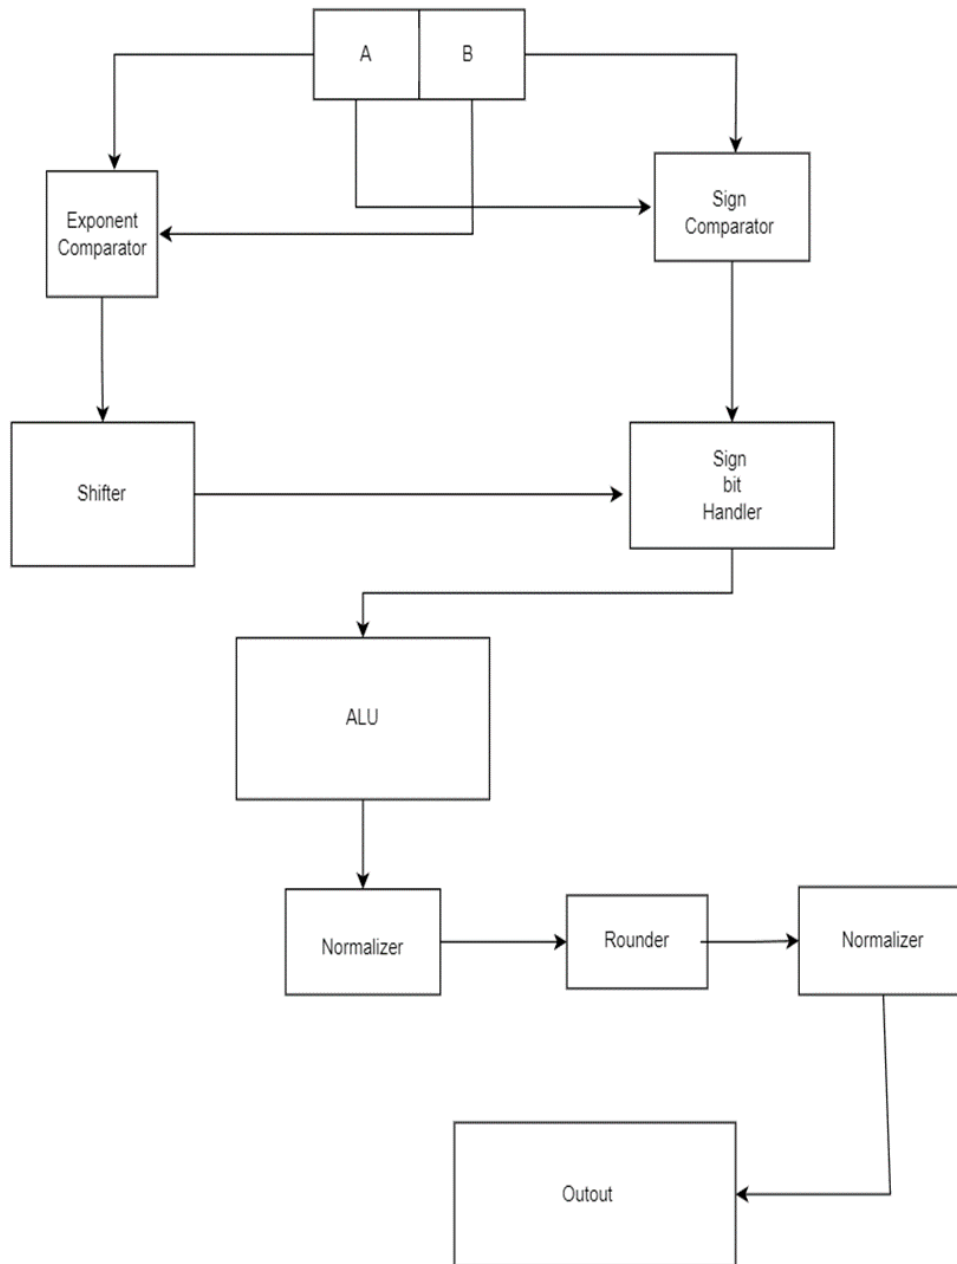 A
B
Exponent
Comparator
Sign
Comparator
Shifter
Sign
bit
Handler
ALU
Normalizer
Rounder
Normalizer
Outout